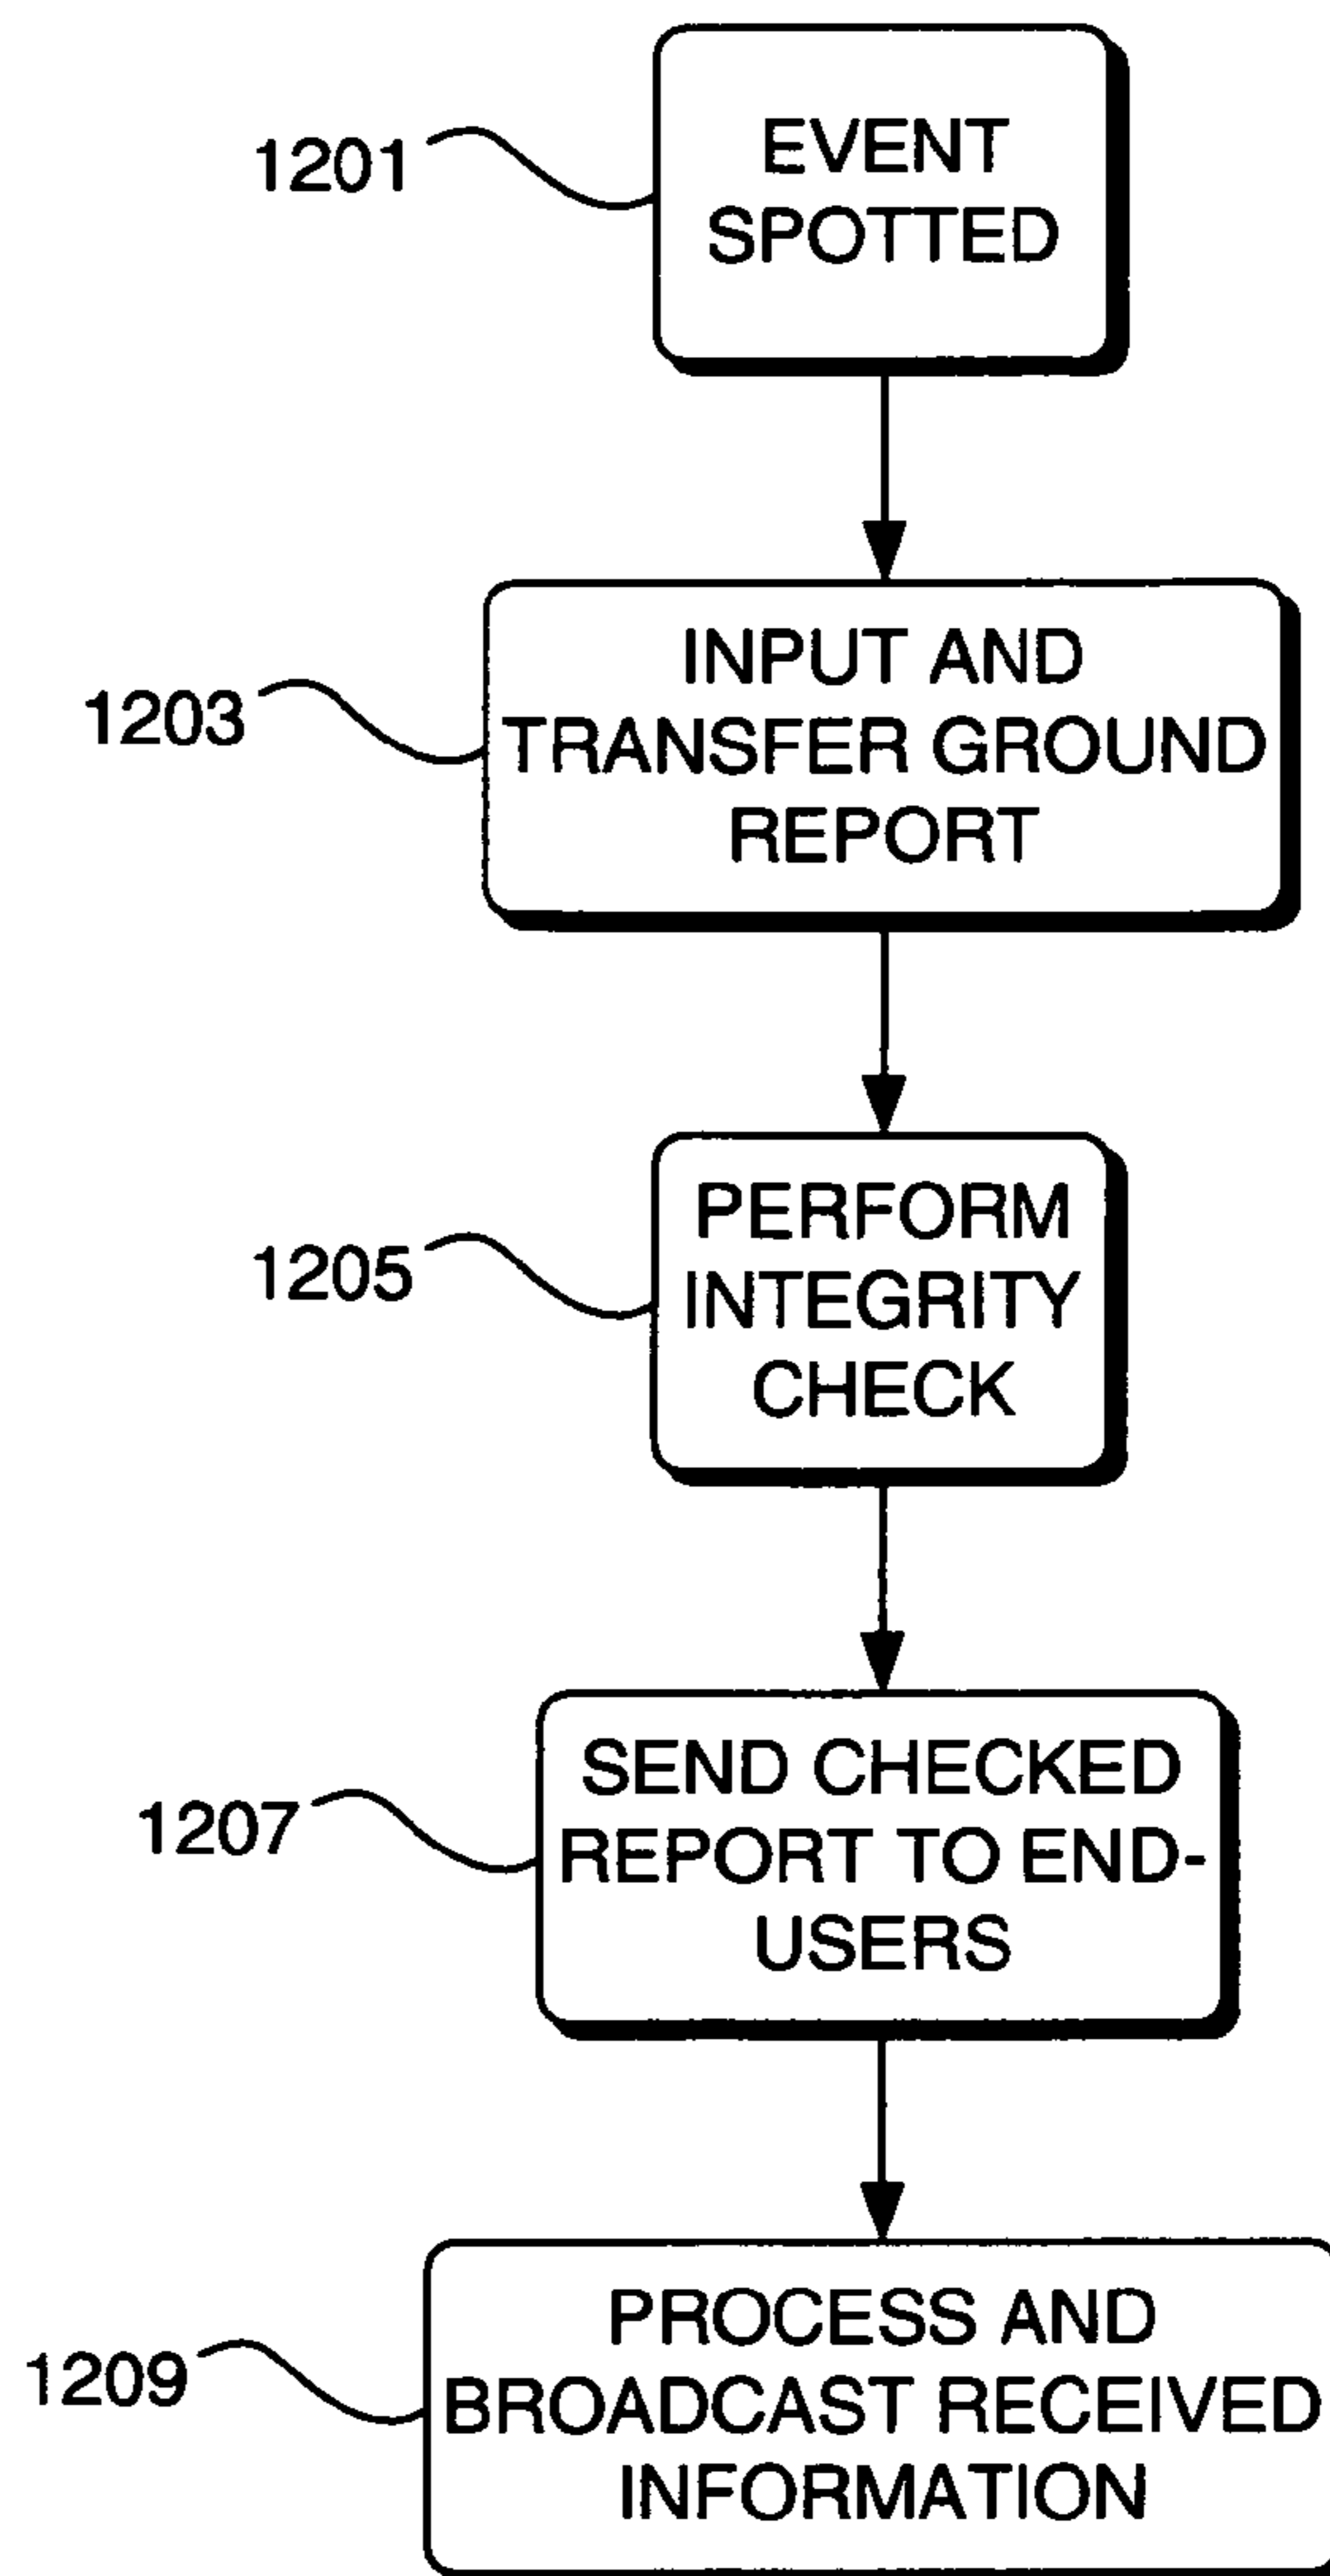 1201
EVENT
SPOTTED
1203
INPUT AND
TRANSFER GROUND
REPORT
1205
PERFORM
INTEGRITY
CHECK
1207
SEND CHECKED
REPORT TO END-
USERS
1209
PROCESS AND
BROADCAST RECEIVED
INFORMATION